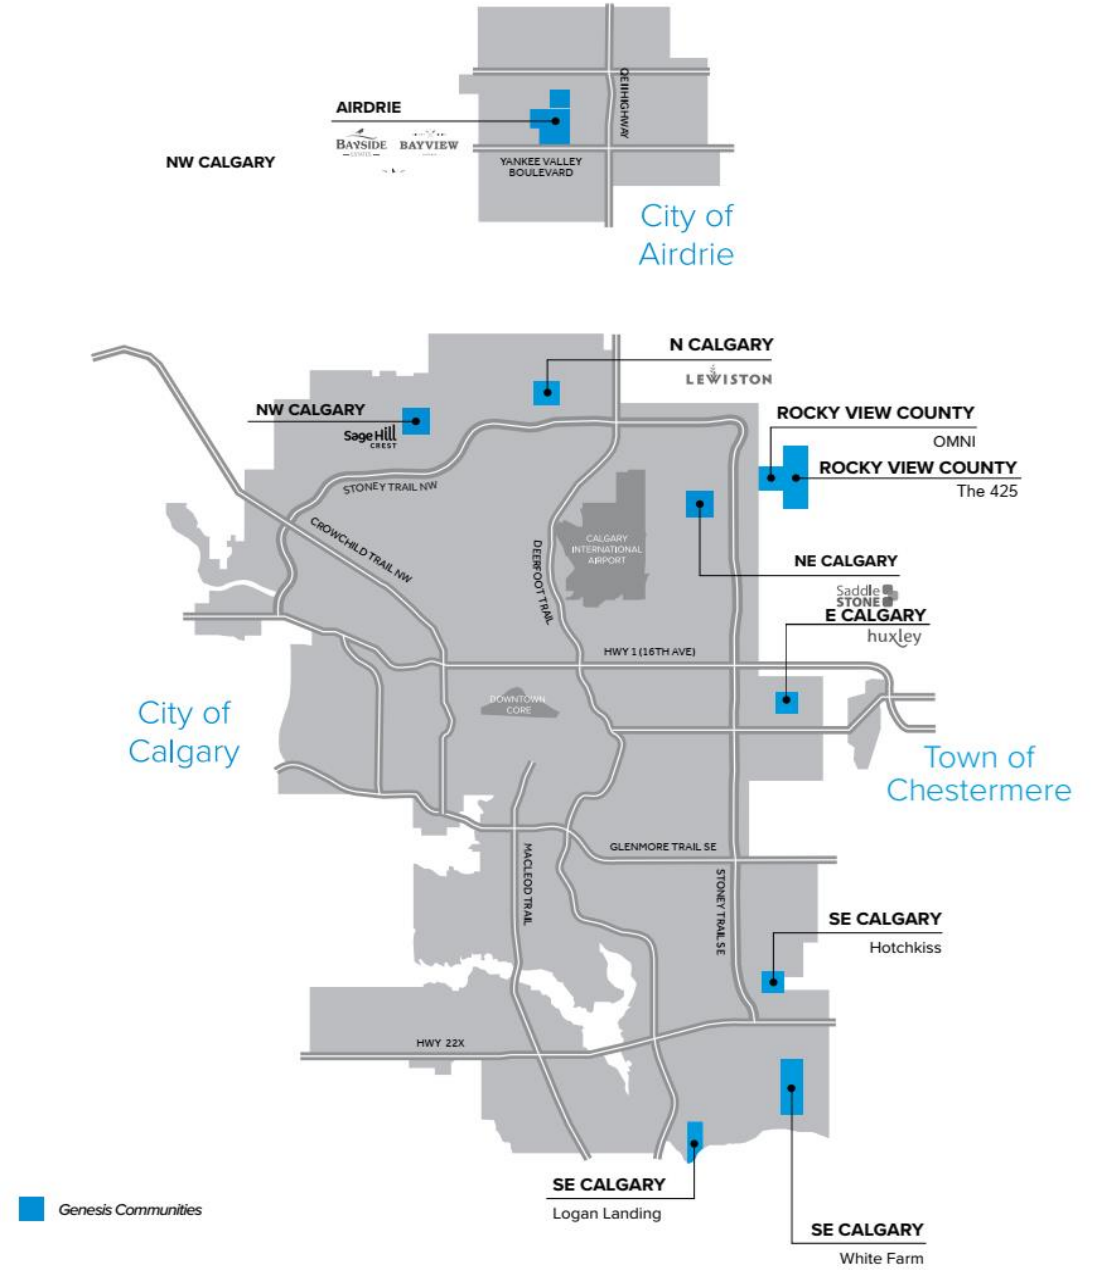 QEII HIGHWAY
AIRDRIE
BAYSIDE BAYVIEW
NW CALGARY
YANKEE VALLEY
BOULEVARD
City of
Airdrie
N CALGARY
LEWISTON
NW CALGARY
Sage Hill
CREST
ROCKY VIEW COUNTY
OMNI
ROCKY VIEW COUNTY
The 425
STONEY TRAIL NW
CROWCHILD TRAIL NW
DEERFOOT TRAIL
CALGARY
INTERNATIONAL
AIRPORT
NE CALGARY
Saddle
STONE
E CALGARY
huxley
HWY 1 (16TH AVE)
DOWNTOWN
CORE
City of
Calgary
Town of
Chestermere
GLENMORE TRAIL SE
MACLEOD TRAIL
STONEY TRAIL SE
SE CALGARY
Hotchkiss
HWY 22X
SE CALGARY
Logan Landing
Genesis Communities
SE CALGARY
White Farm